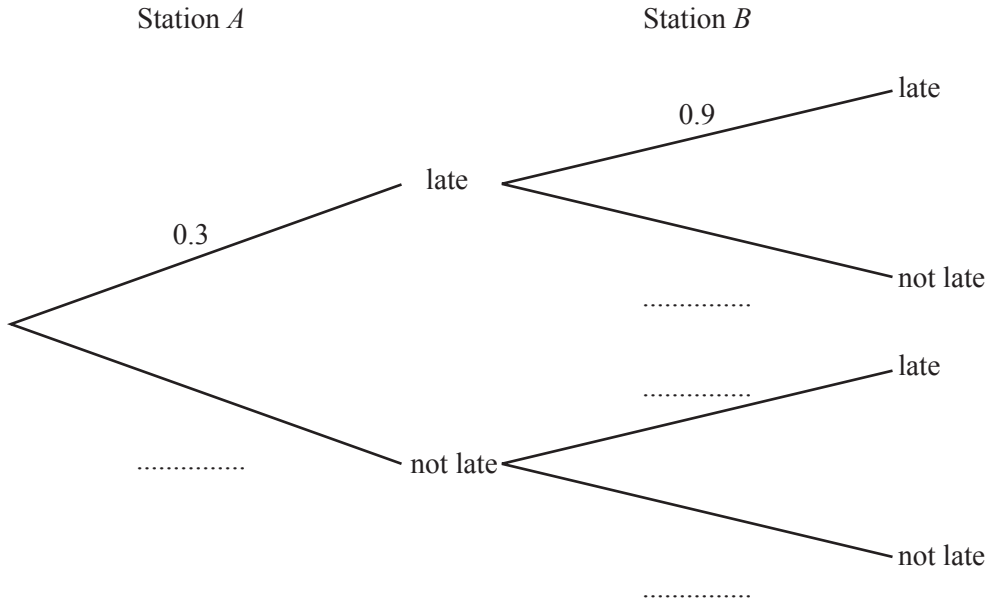 Station A Station B
late
0.9
late
0.3
not late
...............
late
...............
not late
...............
not late
...............